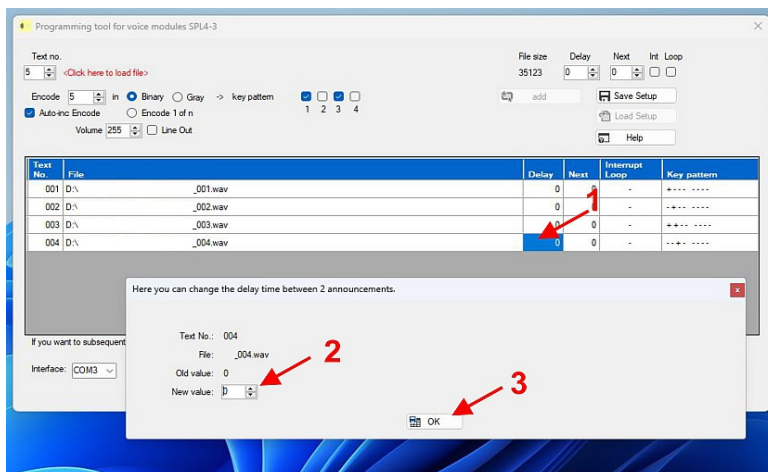 Programming tool for voice modules SPL4-3
Text no. File size Delay Next Int Loop
5 <Click here to load file> 35123 0 0
Encode 5 in Binary Gray -> key pattern add Save Setup
Auto-inc Encode Encode 1 of n 1 2 3 4 Load Setup
Volume 255 Line Out Help
Text No. File Delay Next Interrupt Loop Key pattern
001 D:\ _001.wav 0 0 - +--- ----
002 D:\ _002.wav 0 0 - -+-- ----
003 D:\ _003.wav 0 0 - ++-- ----
004 D:\ _004.wav 0 0 - --+- ----
1
Here you can change the delay time between 2 announcements. x
If you want to subsequent
Text No.: 004
File: _004.wav
2
Interface: COM3
Old value: 0
New value: 0
3
OK